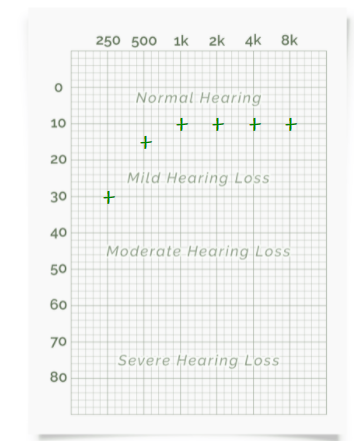 250 500 1k 2k 4k 8k
0
Normal Hearing
10
20
Mild Hearing Loss
30
40
Moderate Hearing Loss
50
60
70
Severe Hearing Loss
80